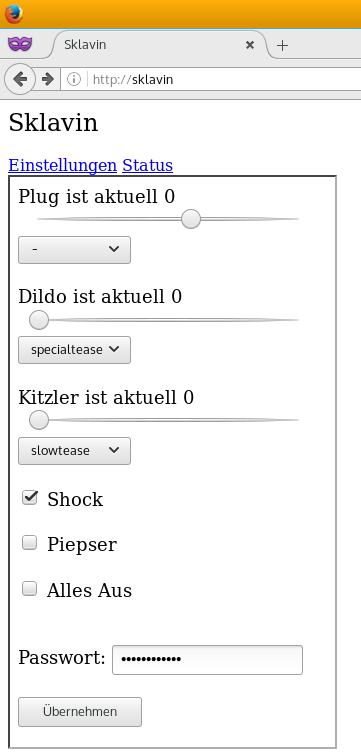 Sklavin
http://sklavin
Sklavin
Einstellungen Status
Plug ist aktuell 0
-
Dildo ist aktuell 0
specialtease
Kitzler ist aktuell 0
slowtease
Shock
Piepser
Alles Aus
Passwort: ••••••••••••
Übernehmen